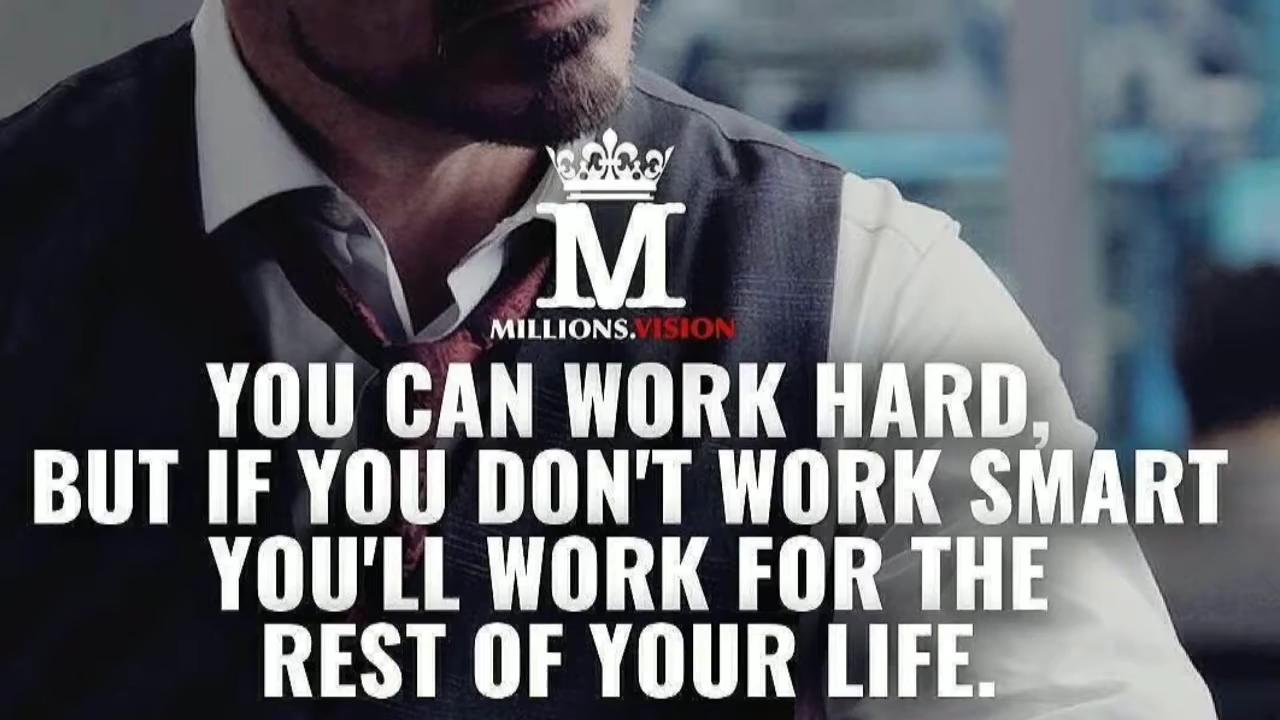 M
MILLIONS.VISION
YOU CAN WORK HARD,
BUT IF YOU DON'T WORK SMART
YOU'LL WORK FOR THE
REST OF YOUR LIFE.